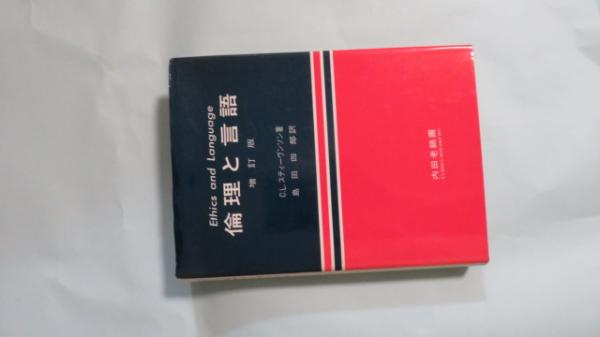 Ethics and Language
倫理と言語
増訂版
C.L.スティーヴンソン著
島田四郎訳
内田老鶴圃